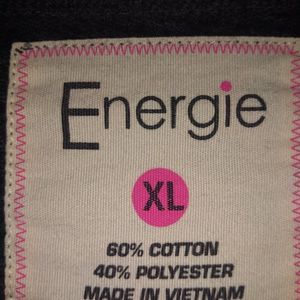 Energie
XL
60% COTTON
40% POLYESTER
MADE IN VIETNAM